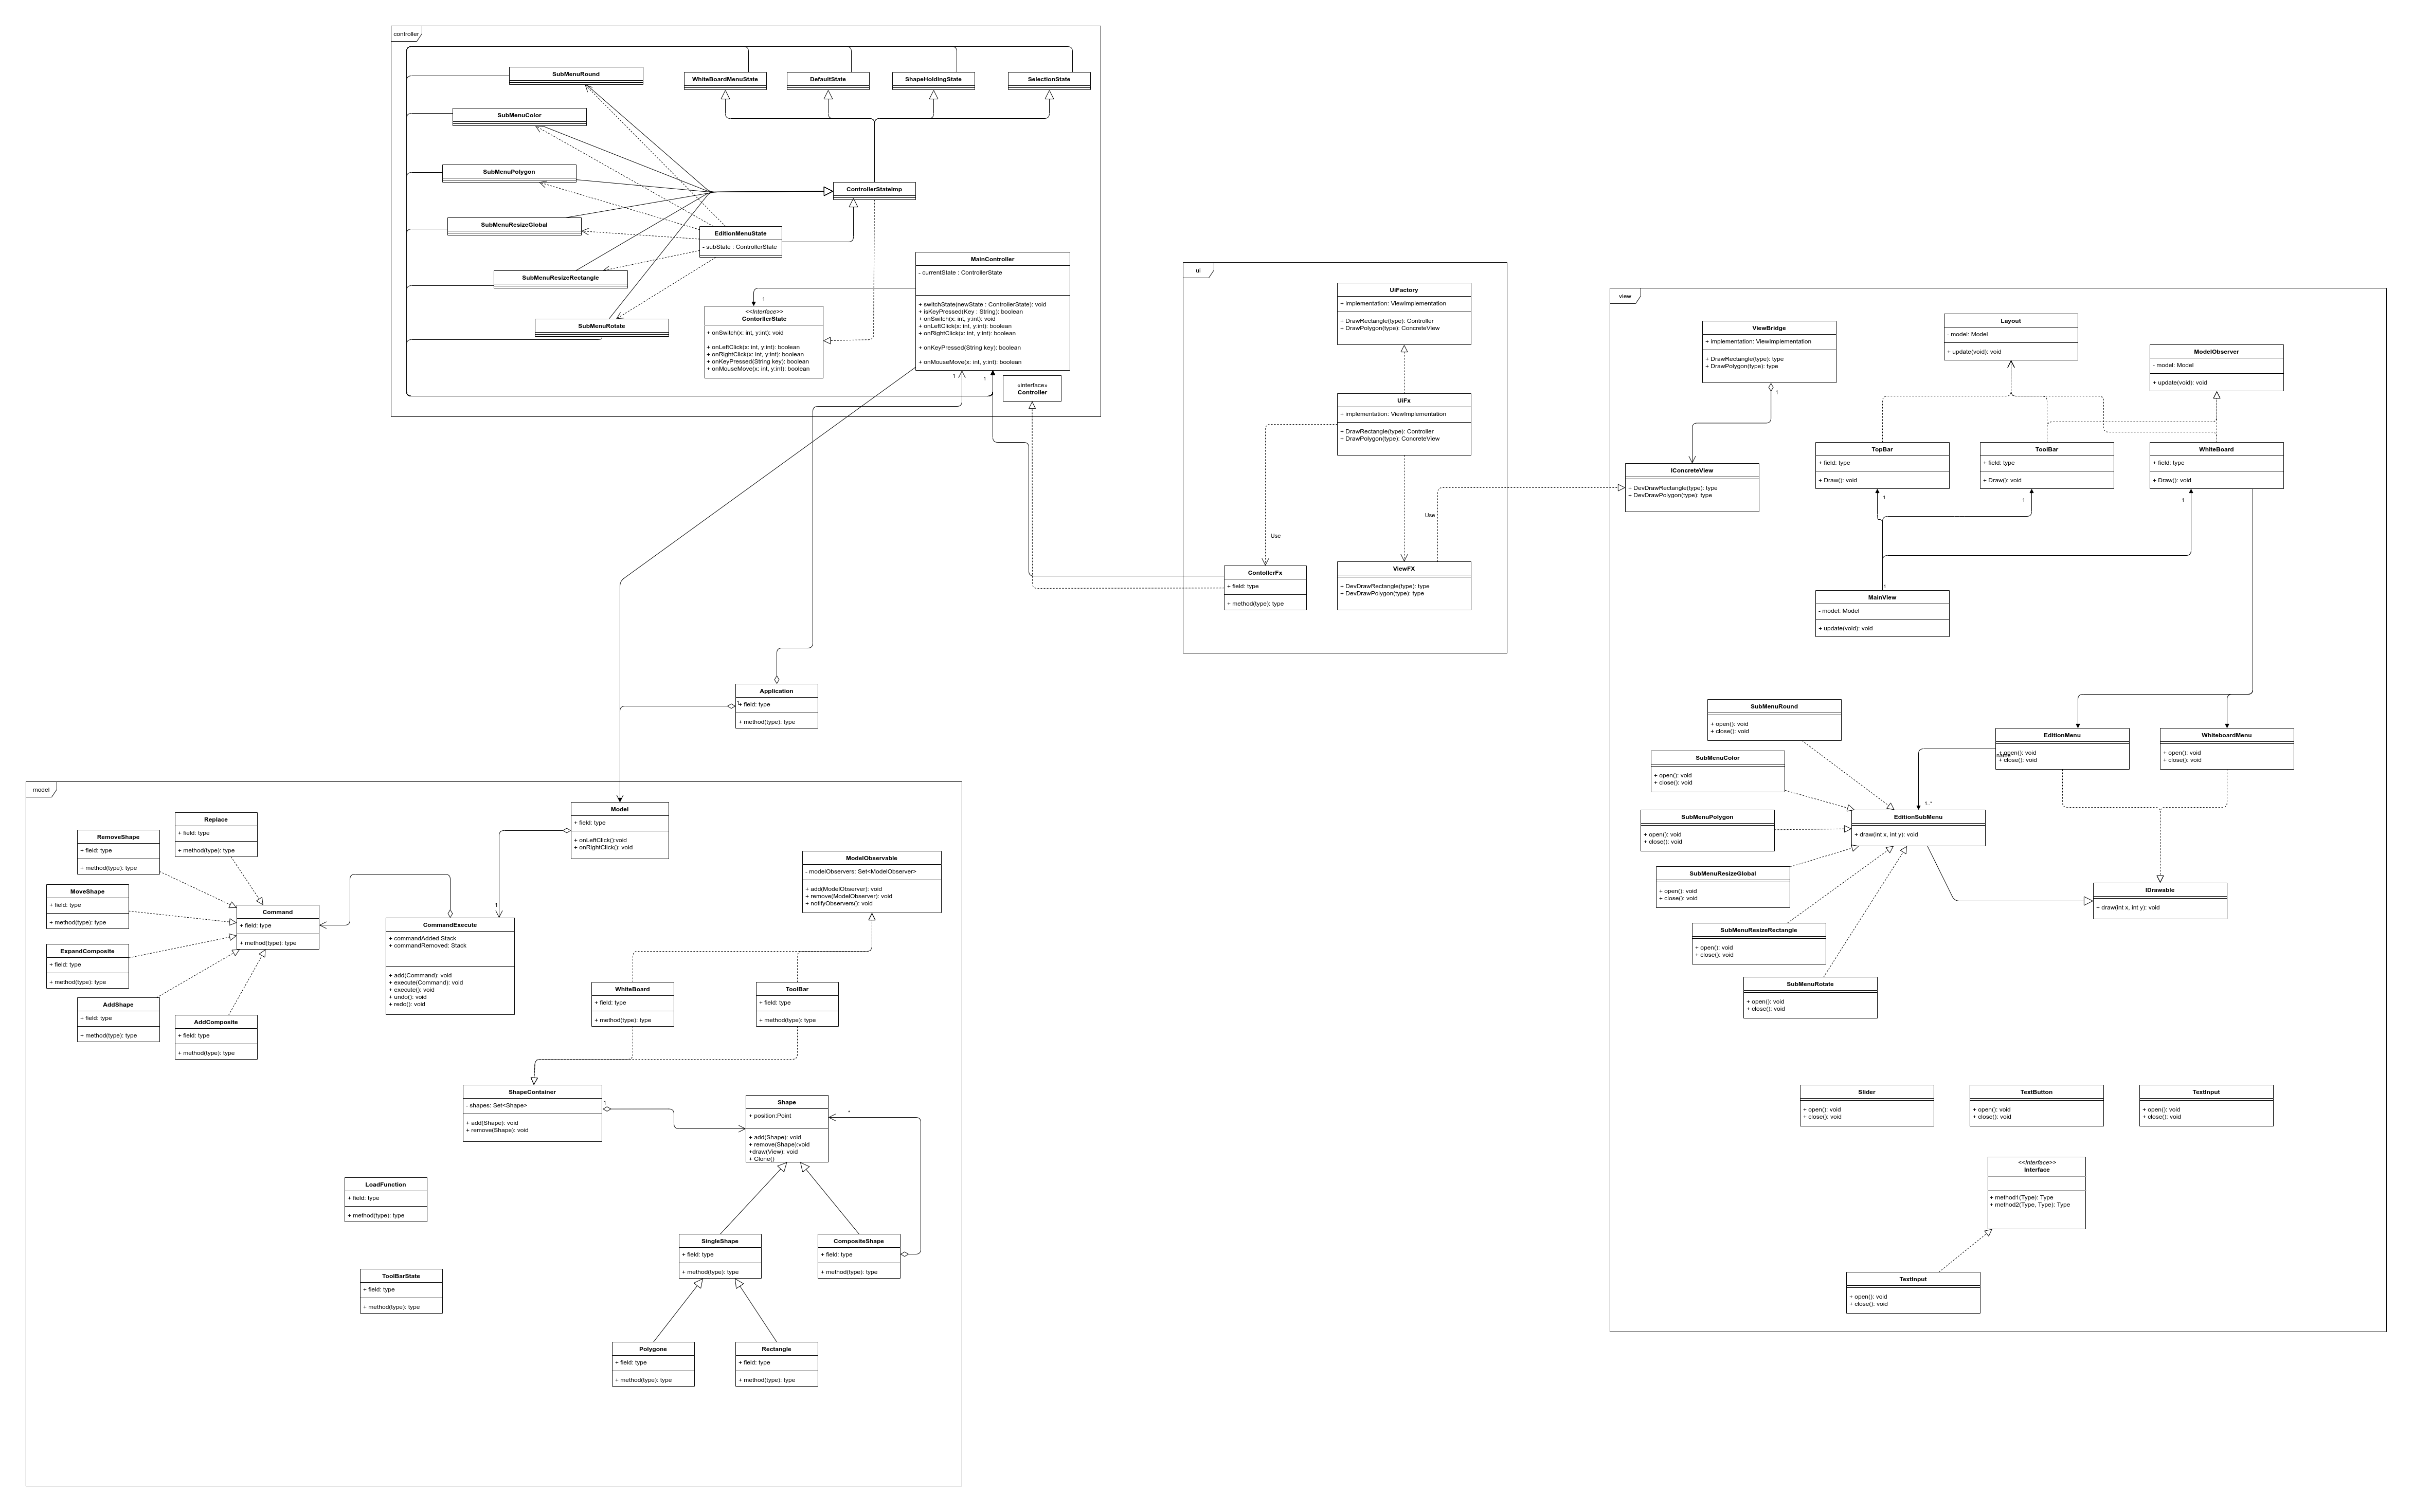 controller
SubMenuRound
WhiteBoardMenuState
DefaultState
ShapeHoldingState
SelectionState
SubMenuColor
SubMenuPolygon
ControllerStateImp
SubMenuResizeGlobal
EditionMenuState
- subState : ControllerState
SubMenuResizeRectangle
SubMenuRotate
MainController
- currentState : ControllerState
+ switchState(newState : ControllerState): void
+ isKeyPressed(Key : String): boolean
+ onSwitch(x: int, y:int): void
+ onLeftClick(x: int, y:int): boolean
+ onRightClick(x: int, y:int): boolean
+ onKeyPressed(String key): boolean
+ onMouseMove(x: int, y:int): boolean
1
<<Interface>>
ContorllerState
+ onSwitch(x: int, y:int): void
+ onLeftClick(x: int, y:int): boolean
+ onRightClick(x: int, y:int): boolean
+ onKeyPressed(String key): boolean
+ onMouseMove(x: int, y:int): boolean
1
1
«interface»
Controller
ui
UiFactory
+ implementation: ViewImplementation
+ DrawRectangle(type): Controller
+ DrawPolygon(type): ConcreteView
UiFx
+ implementation: ViewImplementation
+ DrawRectangle(type): Controller
+ DrawPolygon(type): ConcreteView
Use
Use
ContollerFx
+ field: type
+ method(type): type
ViewFX
+ DevDrawRectangle(type): type
+ DevDrawPolygon(type): type
view
ViewBridge
+ implementation: ViewImplementation
+ DrawRectangle(type): type
+ DrawPolygon(type): type
1
Layout
- model: Model
+ update(void): void
ModelObserver
- model: Model
+ update(void): void
IConcreteView
+ DevDrawRectangle(type): type
+ DevDrawPolygon(type): type
TopBar
+ field: type
+ Draw(): void
ToolBar
+ field: type
+ Draw(): void
WhiteBoard
+ field: type
+ Draw(): void
1
1
1
1
MainView
- model: Model
+ update(void): void
SubMenuRound
+ open(): void
+ close(): void
SubMenuColor
+ open(): void
+ close(): void
SubMenuPolygon
+ open(): void
+ close(): void
SubMenuResizeGlobal
+ open(): void
+ close(): void
SubMenuResizeRectangle
+ open(): void
+ close(): void
SubMenuRotate
+ open(): void
+ close(): void
EditionMenu
+ open(): void
+ close(): void
WhiteboardMenu
+ open(): void
+ close(): void
1..*
EditionSubMenu
+ draw(int x, int y): void
IDrawable
+ draw(int x, int y): void
Slider
+ open(): void
+ close(): void
TextButton
+ open(): void
+ close(): void
TextInput
+ open(): void
+ close(): void
<<Interface>>
Interface
+ method1(Type): Type
+ method2(Type, Type): Type
TextInput
+ open(): void
+ close(): void
Application
1
+ field: type
+ method(type): type
model
Model
+ field: type
+ onLeftClick():void
+ onRightClick(): void
Replace
+ field: type
+ method(type): type
RemoveShape
+ field: type
+ method(type): type
MoveShape
+ field: type
+ method(type): type
Command
+ field: type
+ method(type): type
ExpandComposite
+ field: type
+ method(type): type
AddShape
+ field: type
+ method(type): type
AddComposite
+ field: type
+ method(type): type
1
CommandExecute
+ commandAdded Stack
+ commandRemoved: Stack
+ add(Command): void
+ execute(Command): void
+ execute(): void
+ undo(): void
+ redo(): void
ModelObservable
- modelObservers: Set<ModelObserver>
+ add(ModelObserver): void
+ remove(ModelObserver): void
+ notifyObservers(): void
WhiteBoard
+ field: type
+ method(type): type
ToolBar
+ field: type
+ method(type): type
ShapeContainer
- shapes: Set<Shape>
+ add(Shape): void
+ remove(Shape): void
1
Shape
+ position:Point
+ add(Shape): void
+ remove(Shape):void
+draw(View): void
+ Clone()
*
LoadFunction
+ field: type
+ method(type): type
SingleShape
+ field: type
+ method(type): type
CompositeShape
+ field: type
+ method(type): type
ToolBarState
+ field: type
+ method(type): type
Polygone
+ field: type
+ method(type): type
Rectangle
+ field: type
+ method(type): type